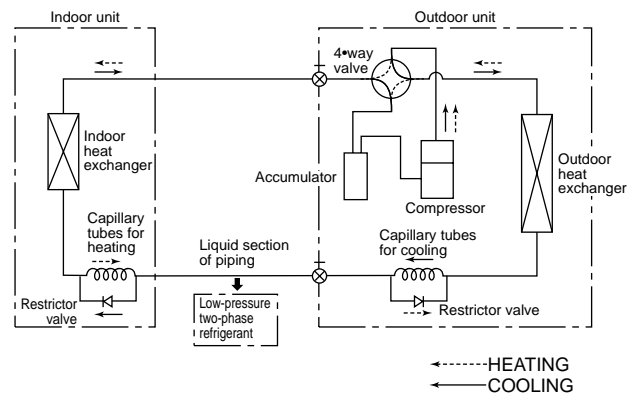 Indoor unit
Outdoor unit
4•way
valve
Indoor
heat
exchanger
Accumulator
Compressor
Outdoor
heat
exchanger
Capillary
tubes for
heating
Liquid section
of piping
Capillary tubes
for cooling
Restrictor
valve
Low-pressure
two-phase
refrigerant
Restrictor valve
HEATING
COOLING